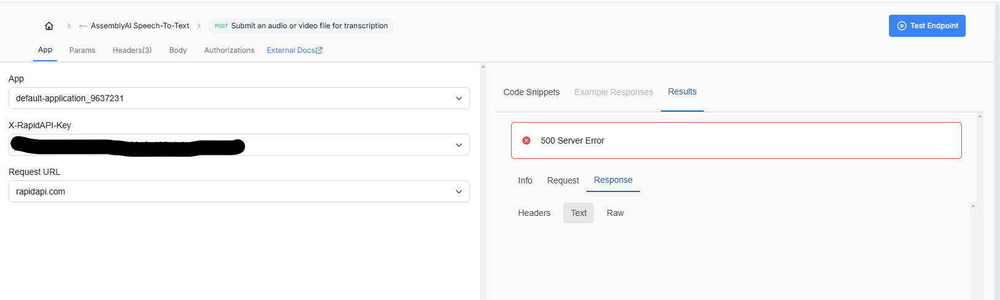 AssemblyAI Speech-To-Text POST Submit an audio or video file for transcription Test Endpoint
App Params Headers(3) Body Authorizations External Docs
App
default-application_9637231
X-RapidAPI-Key
Request URL
rapidapi.com
Code Snippets Example Responses Results
500 Server Error
Info Request Response
Headers Text Raw